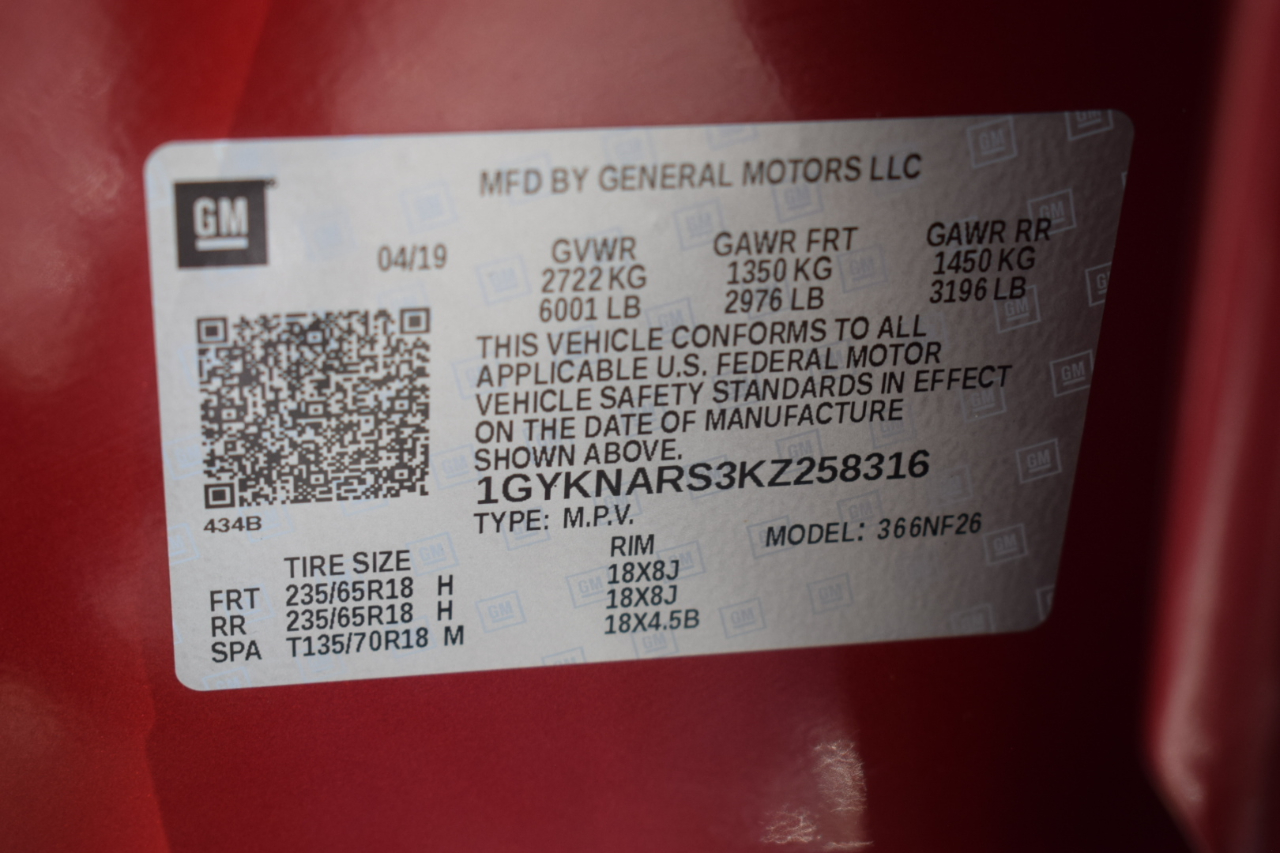 GM
MFD BY GENERAL MOTORS LLC
04/19
GVWR GAWR FRT GAWR RR
2722 KG 1350 KG 1450 KG
6001 LB 2976 LB 3196 LB
THIS VEHICLE CONFORMS TO ALL
APPLICABLE U.S. FEDERAL MOTOR
VEHICLE SAFETY STANDARDS IN EFFECT
ON THE DATE OF MANUFACTURE
SHOWN ABOVE.
1GYKNARS3KZ258316
434B
TYPE: M.P.V. MODEL: 366NF26
TIRE SIZE RIM
FRT 235/65R18 H 18X8J
RR 235/65R18 H 18X8J
SPA T135/70R18 M 18X4.5B